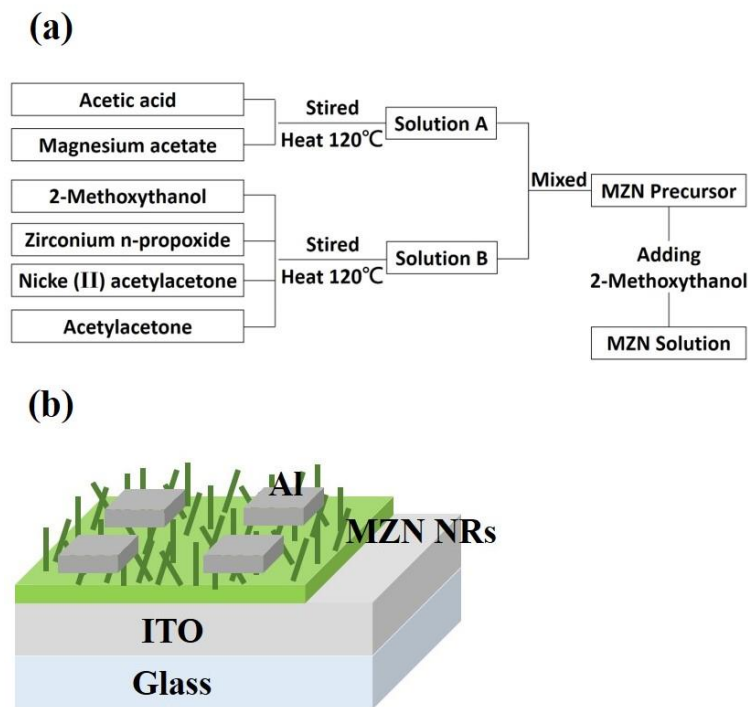 (a)
Acetic acid
Magnesium acetate
Stired
Heat 120℃
Solution A
2-Methoxythanol
Zirconium n-propoxide
Nicke (II) acetylacetone
Acetylacetone
Stired
Heat 120℃
Solution B
Mixed
MZN Precursor
Adding
2-Methoxythanol
MZN Solution
(b)
Al
MZN NRs
ITO
Glass